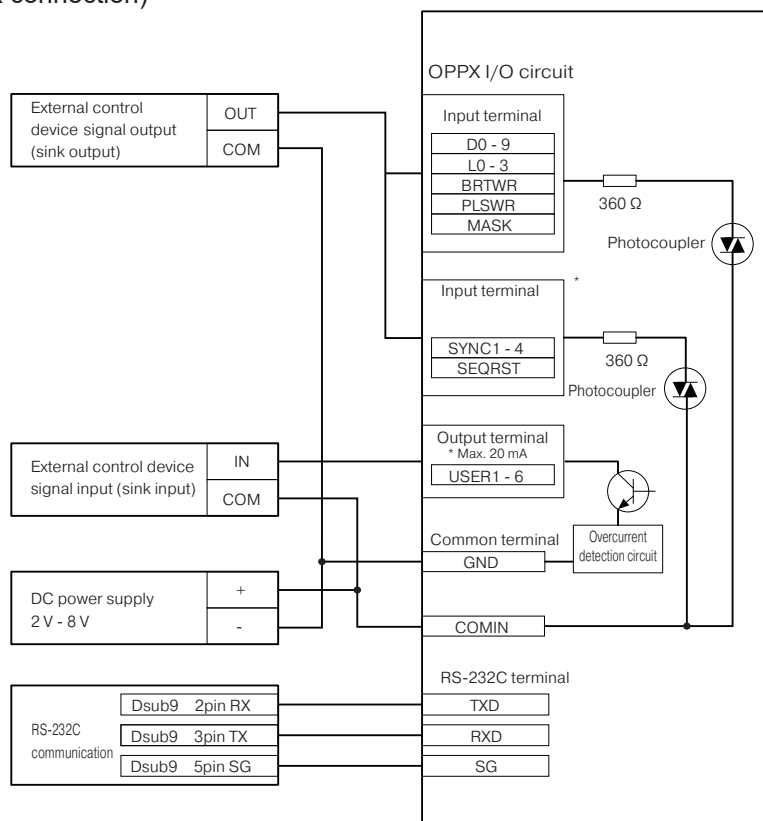 connection)
OPPX I/O circuit
External control
device signal output
(sink output)
OUT
COM
Input terminal
D0 - 9
L0 - 3
BRTWR
PLSWR
MASK
360 Ω
Photocoupler
Input terminal
*
SYNC1 - 4
SEQRST
360 Ω
Photocoupler
External control device
signal input (sink input)
IN
COM
Output terminal
* Max. 20 mA
USER1 - 6
Overcurrent
detection circuit
Common terminal
GND
DC power supply
2 V - 8 V
+
-
COMIN
RS-232C terminal
RS-232C
communication
Dsub9 2pin RX
Dsub9 3pin TX
Dsub9 5pin SG
TXD
RXD
SG